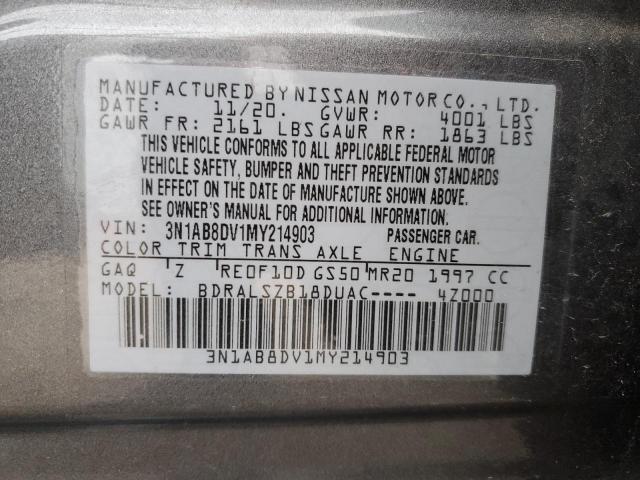 MANUFACTURED BY NISSAN MOTOR CO., LTD.
DATE: 11/20. GVWR: 4001 LBS
GAWR FR: 2161 LBS GAWR RR: 1863 LBS
THIS VEHICLE CONFORMS TO ALL APPLICABLE FEDERAL MOTOR
VEHICLE SAFETY, BUMPER AND THEFT PREVENTION STANDARDS
IN EFFECT ON THE DATE OF MANUFACTURE SHOWN ABOVE.
SEE OWNER'S MANUAL FOR ADDITIONAL INFORMATION.
VIN: 3N1AB8DV1MY214903 PASSENGER CAR.
COLOR TRIM TRANS AXLE ENGINE
GAQ Z RE0F10D GS50 MR20 1997 CC
MODEL: BDRALSZB18DUAC---- 4Z000
3N1AB8DV1MY214903